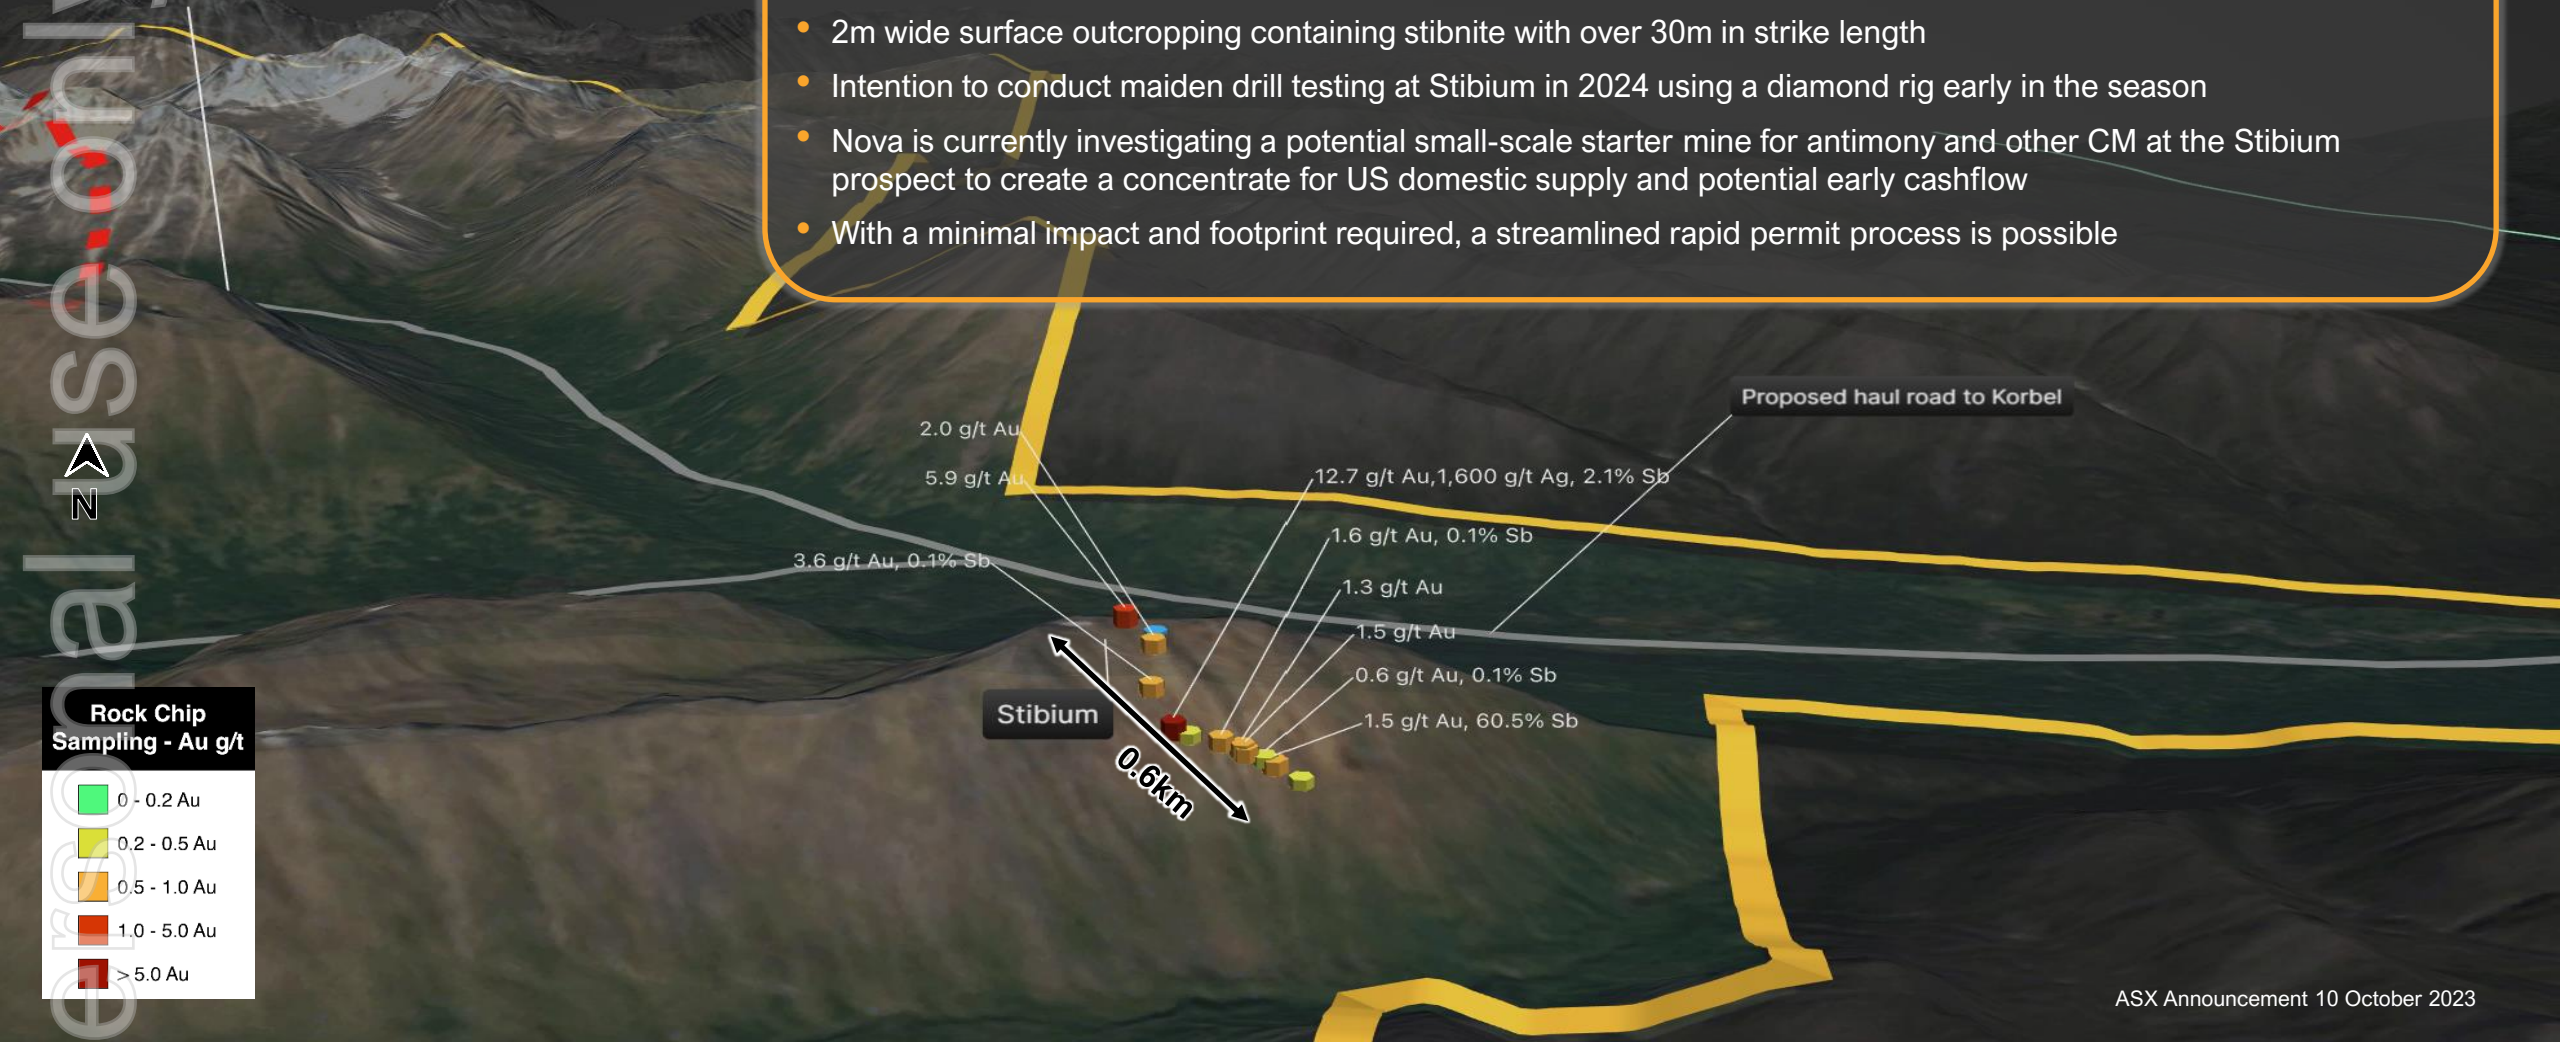 2m wide surface outcropping containing stibnite with over 30m in strike length
Intention to conduct maiden drill testing at Stibium in 2024 using a diamond rig early in the season
Nova is currently investigating a potential small-scale starter mine for antimony and other CM at the Stibium
prospect to create a concentrate for US domestic supply and potential early cashflow
With a minimal impact and footprint required, a streamlined rapid permit process is possible
Proposed haul road to Korbel
2.0 g/t Au
5.9 g/t Au
3.6 g/t Au, 0.1% Sb
12.7 g/t Au,1,600 g/t Ag, 2.1% Sb
1.6 g/t Au, 0.1% Sb
1.3 g/t Au
1.5 g/t Au
0.6 g/t Au, 0.1% Sb
1.5 g/t Au, 60.5% Sb
Stibium
0.6km
N
Rock Chip
Sampling - Au g/t
0 - 0.2 Au
0.2 - 0.5 Au
0.5 - 1.0 Au
1.0 - 5.0 Au
> 5.0 Au
ersonal use only
ASX Announcement 10 October 2023